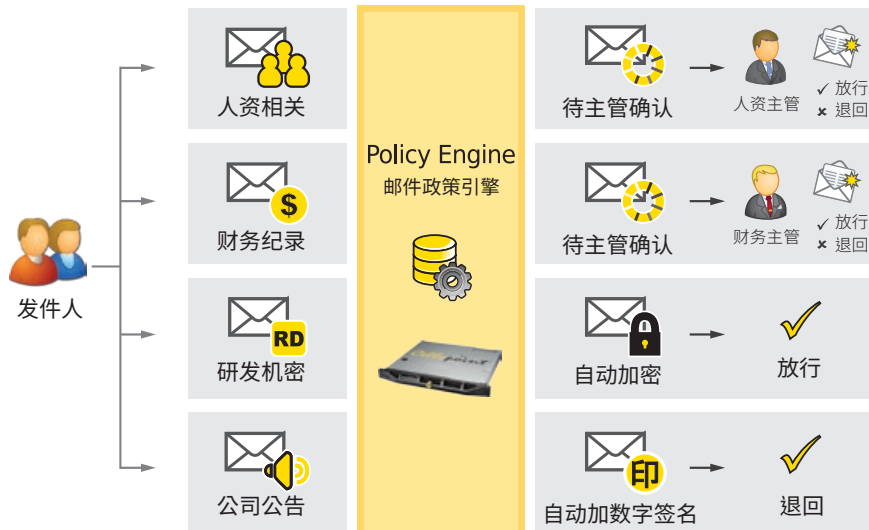 发件人
人资相关
$
财务纪录
RD
研发机密
公司公告
Policy Engine
邮件政策引擎
Cellopoint
待主管确认
人资主管
✓ 放行
✘ 退回
待主管确认
财务主管
✓ 放行
✘ 退回
自动加密
放行
印
自动加数字签名
退回